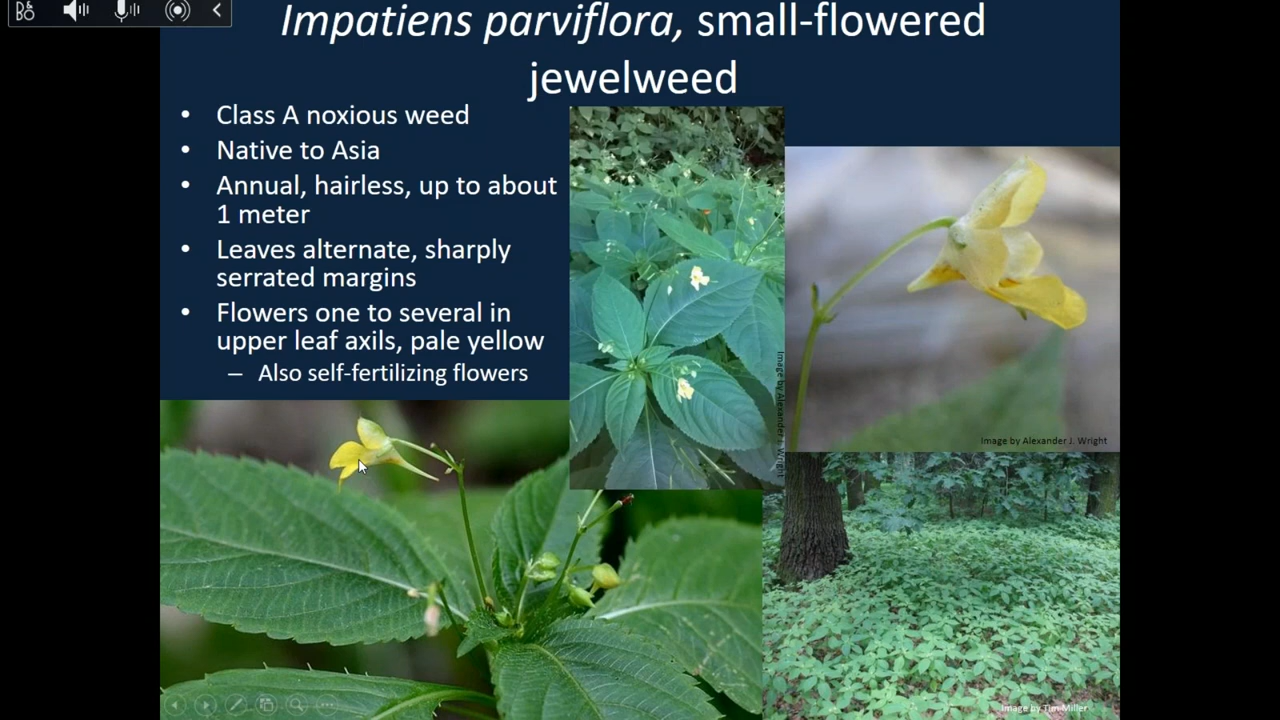 Impatiens parviflora, small-flowered
jewelweed
• Class A noxious weed
• Native to Asia
• Annual, hairless, up to about
1 meter
• Leaves alternate, sharply
serrated margins
• Flowers one to several in
upper leaf axils, pale yellow
– Also self-fertilizing flowers
Image by Alexander J. Wright
Image by Alexander J. Wright
Image by Tim Miller